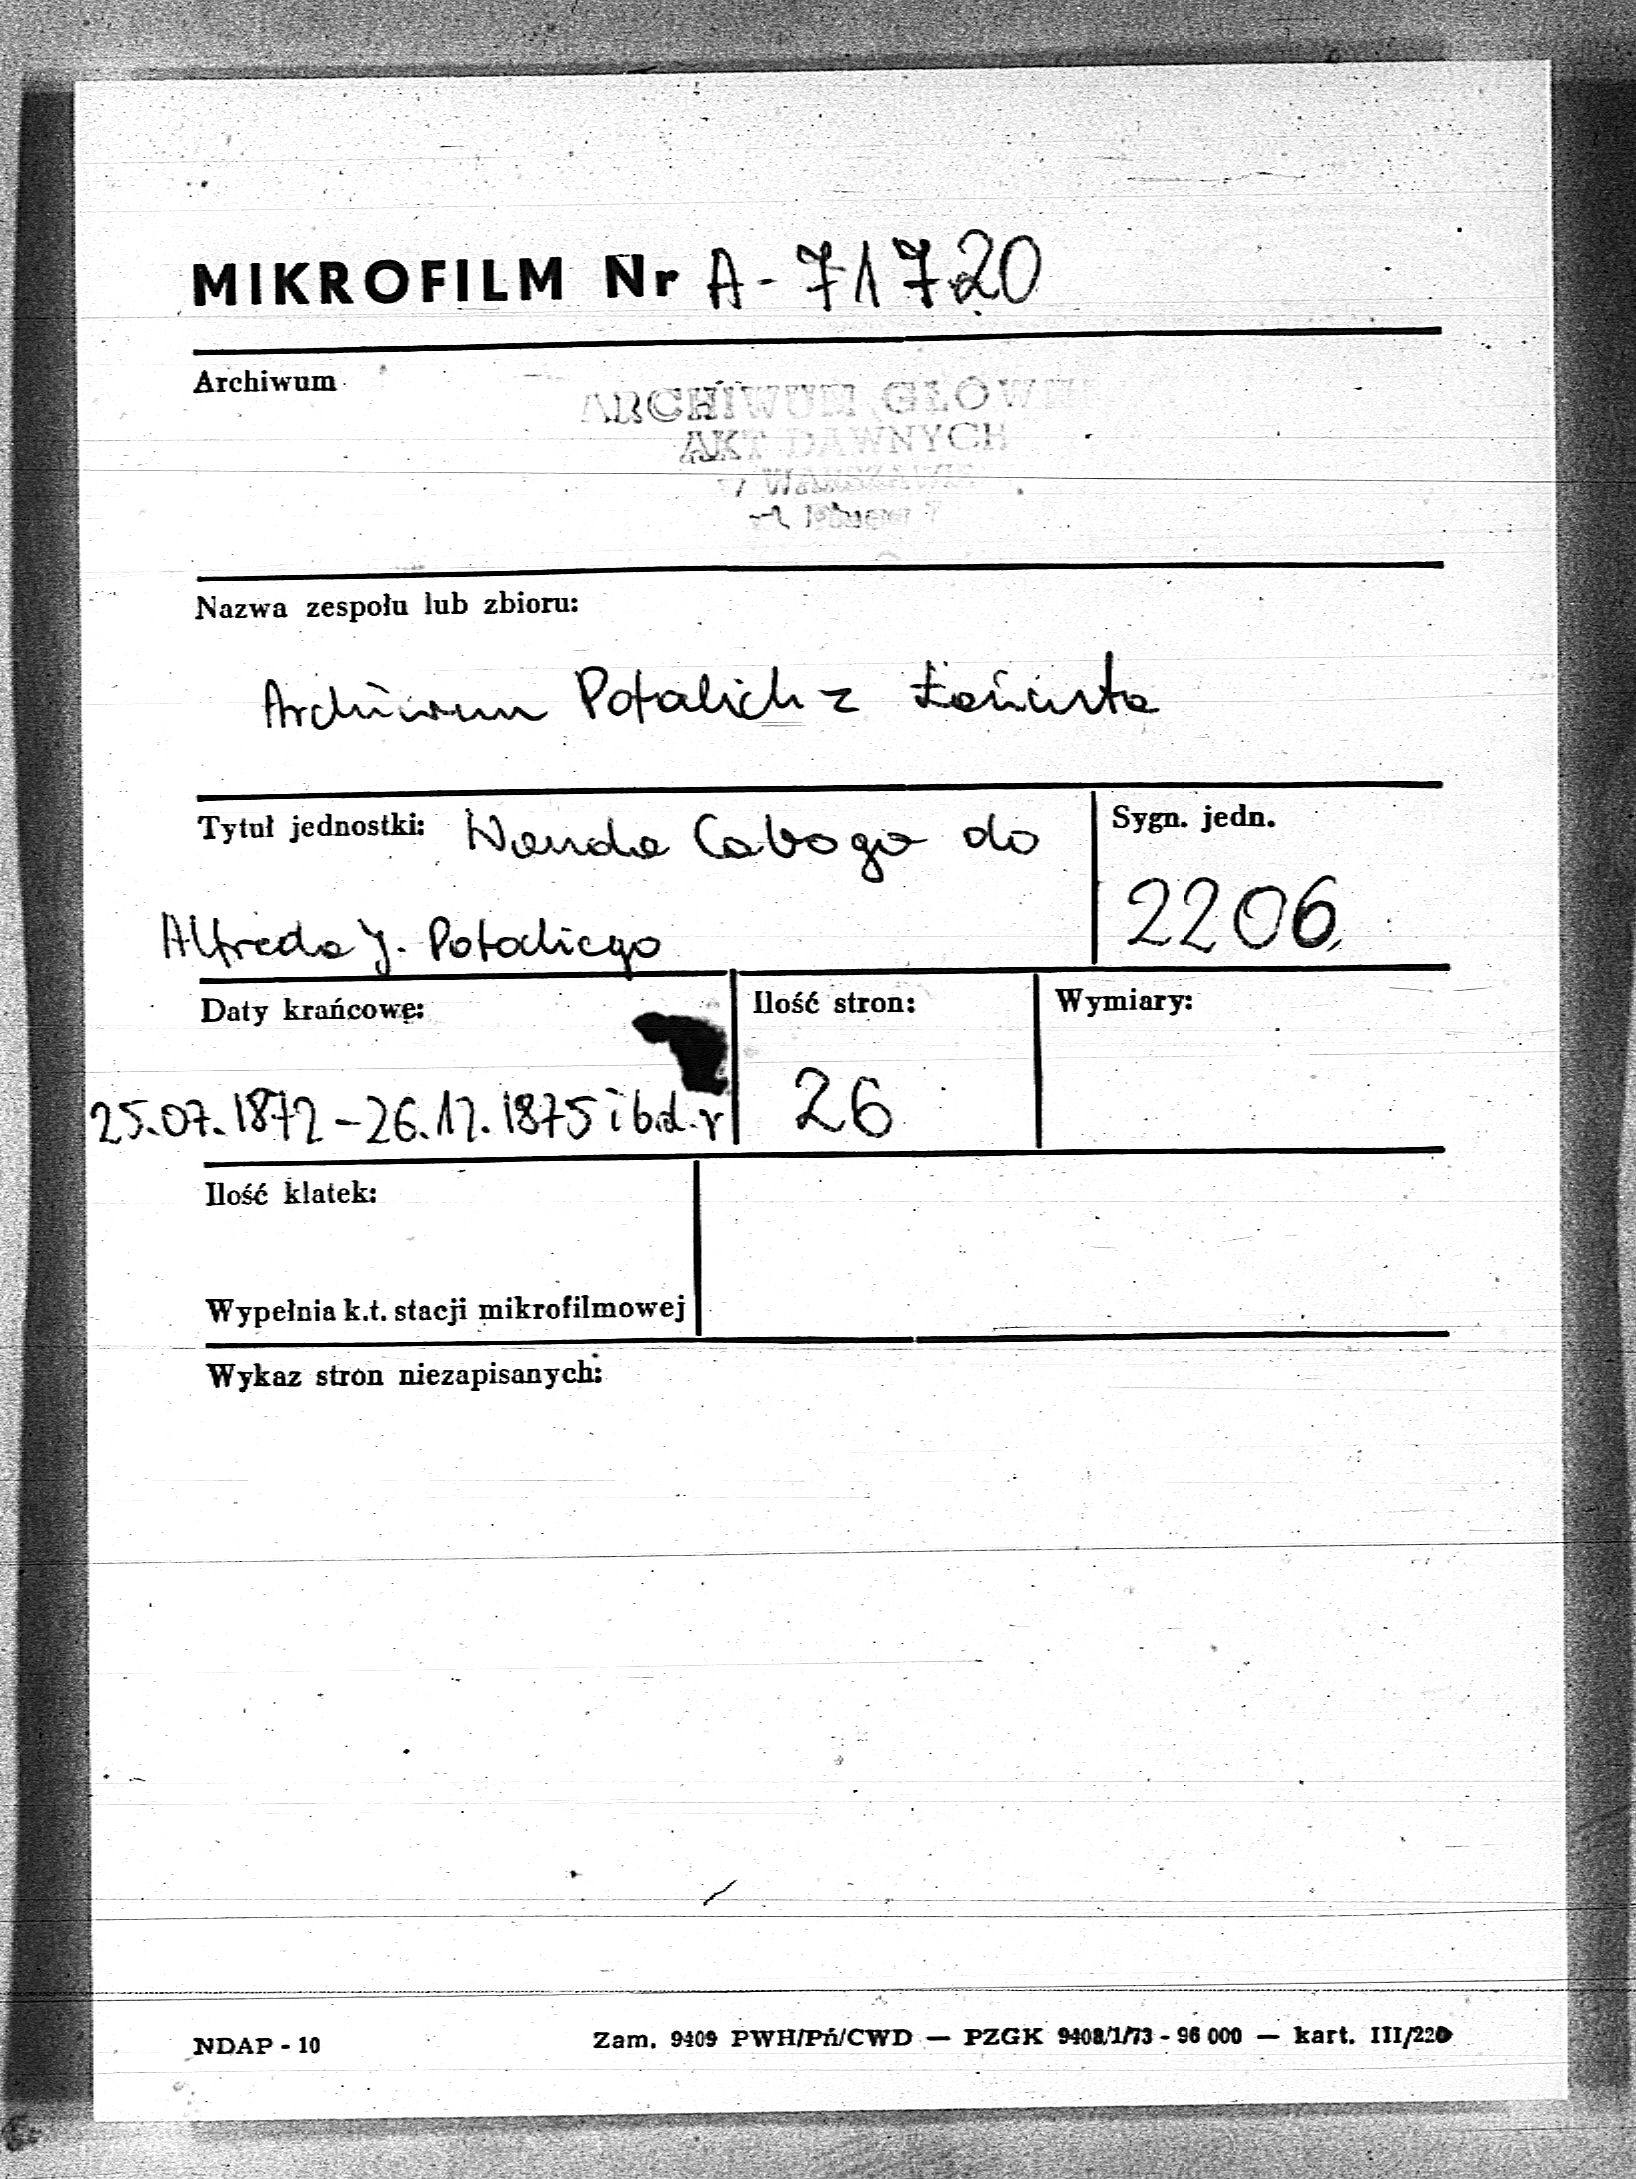 MIKROFILM Nr A-71720
Archiwum
ARCHIWUM GŁÓWN
AKT DAWNYCH
Nazwa zespołu lub zbioru:
Archiwum Potockich z Łańcuta
Tytuł jednostki: Wanda Caboga do
Sygn. jedn.
2206
Alfreda J. Potockiego
Daty krańcowe:
Ilość stron:
Wymiary:
25.07.1872-26.12.1875 i b.d.r
26
Ilość klatek:
Wypełnia k.t. stacji mikrofilmowej
Wykaz stron niezapisanych:
NDAP - 10
Zam. 9409 PWH/Pń/CWD — PZGK 9408/1/73 - 96 000 — kart. III/220